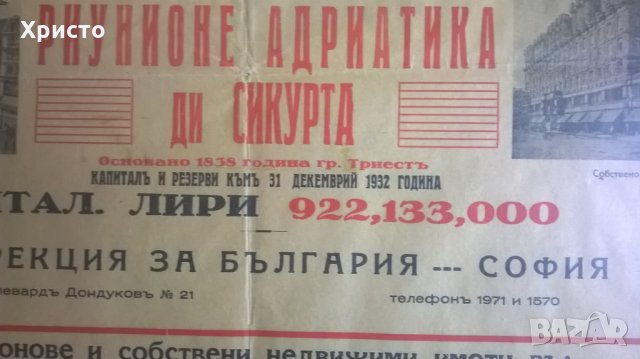 Христо
РИУНИОНЕ АДРИАТИКА
ДИ СИКУРТА
Основано 1838 година гр. Триестъ
КАПИТАЛЪ И РЕЗЕРВИ КЪМЪ 31 ДЕКЕМВРИЙ 1932 ГОДИНА
ИТАЛ. ЛИРИ 922,133,000
Собствено
РЕКЦИЯ ЗА БЪЛГАРИЯ --- СОФИЯ
левардъ Дондуковъ № 21
телефонъ 1971 и 1570
онове и собствени недвижими имоти
BAZAR